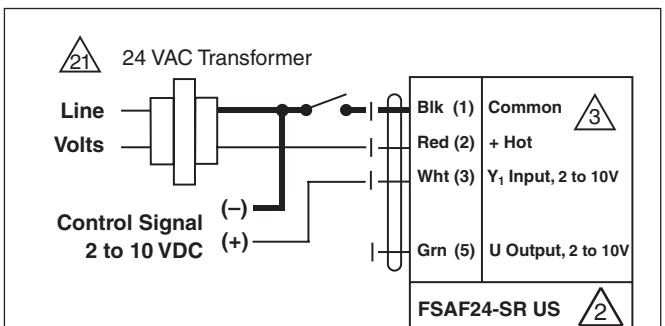 21 24 VAC Transformer
Line
Volts
Blk (1) Common 3
Red (2) + Hot
Wht (3) Y₁ Input, 2 to 10V
Control Signal (–)
2 to 10 VDC (+)
Grn (5) U Output, 2 to 10V
FSAF24-SR US 2